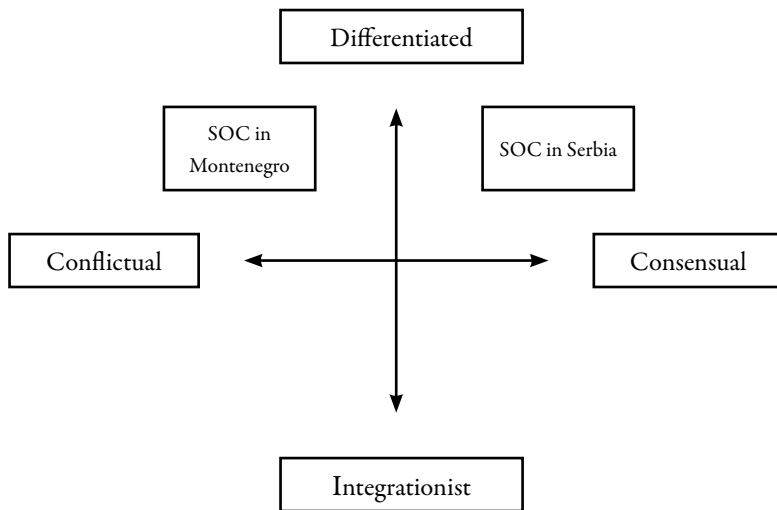 Differentiated
SOC in
Montenegro
SOC in Serbia
Conflictual
Consensual
Integrationist